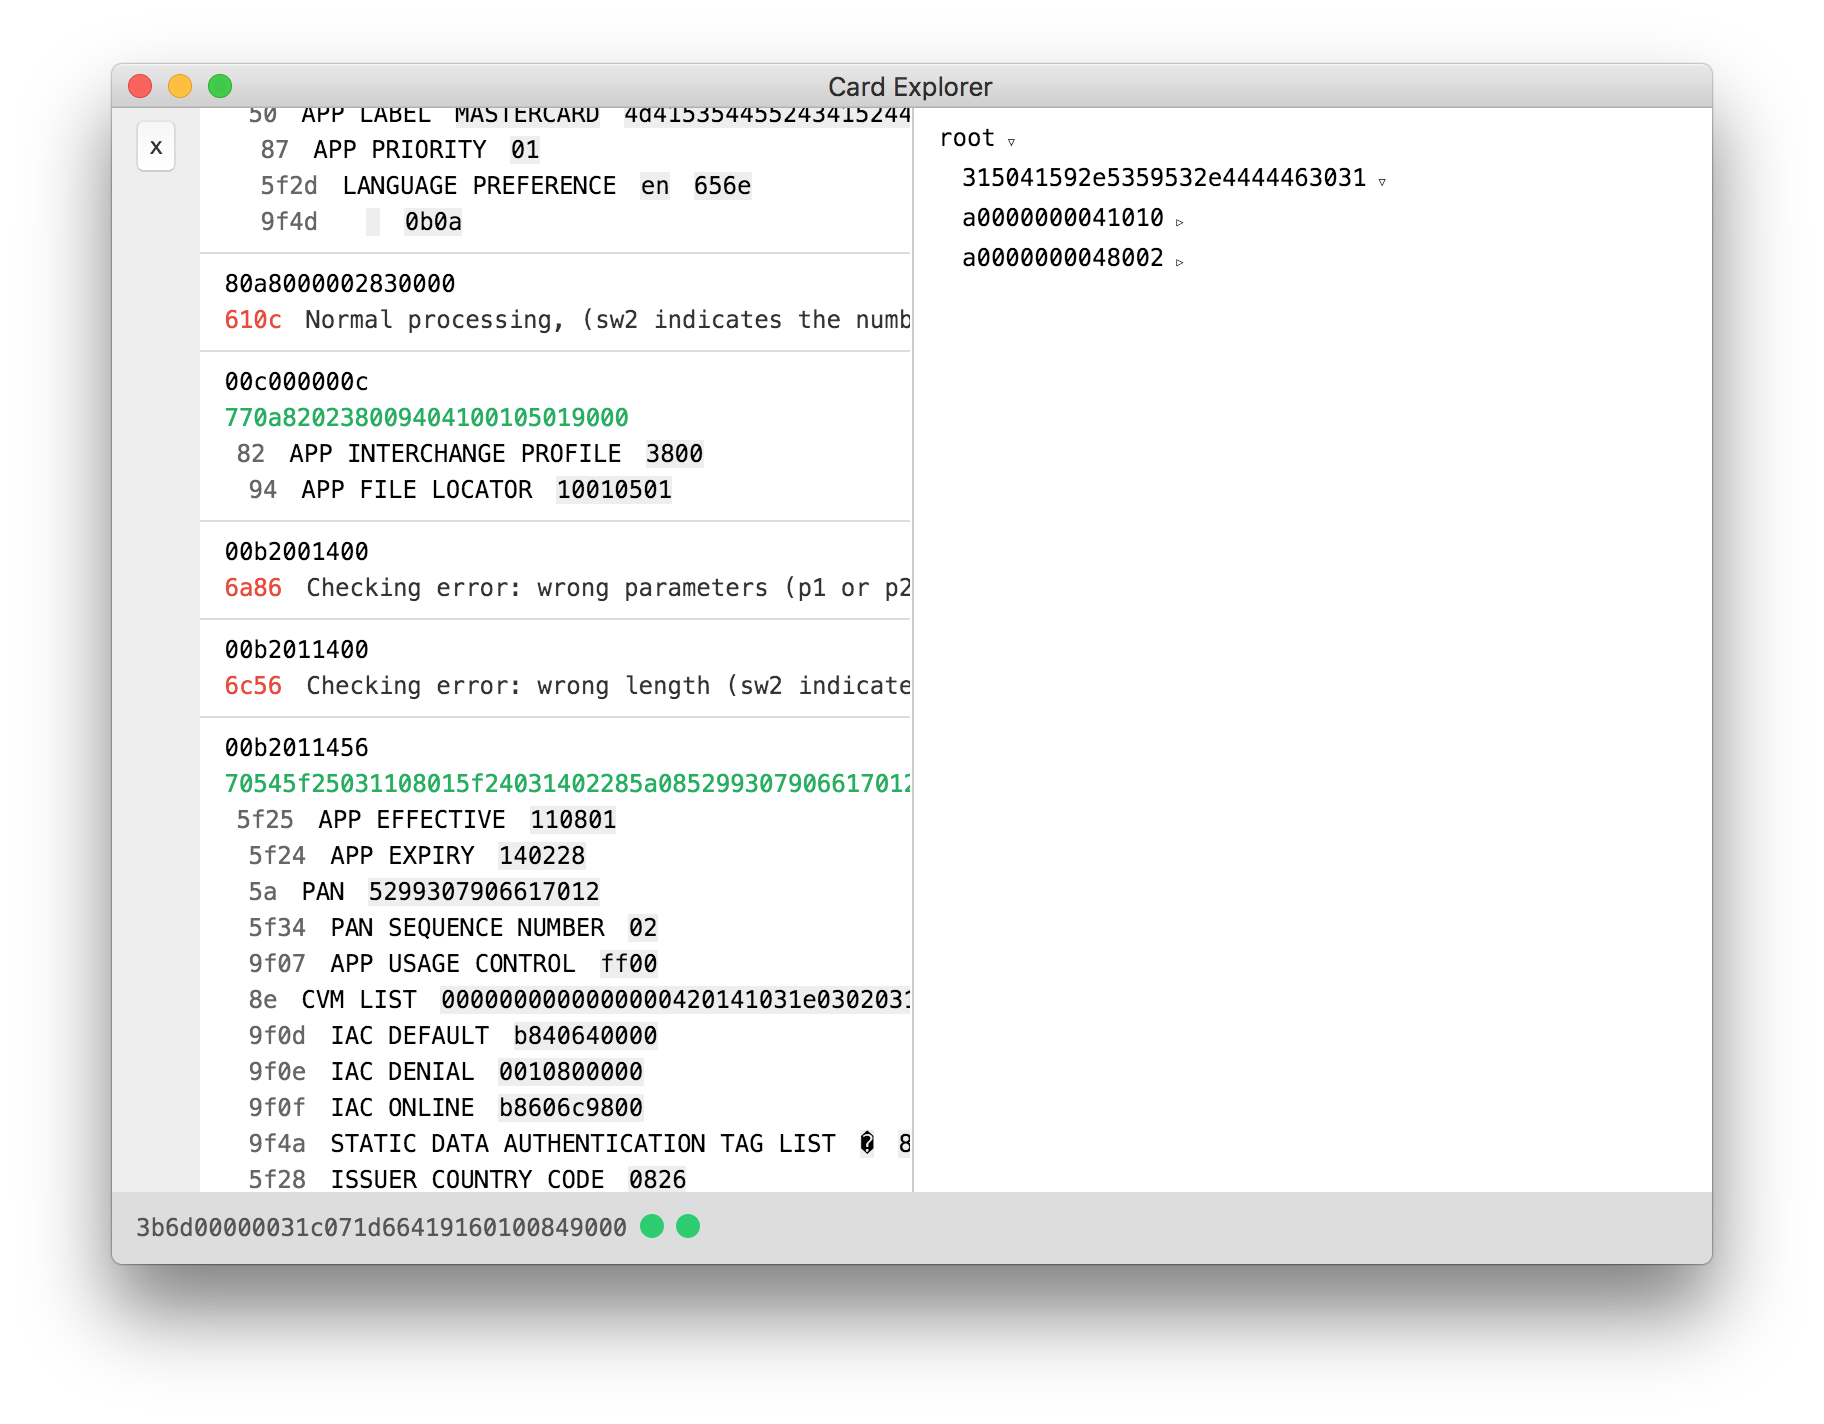 Card Explorer
x
50 APP LABEL MASTERCARD 4d415354455243415244
87 APP PRIORITY 01
5f2d LANGUAGE PREFERENCE en 656e
9f4d 0b0a
80a8000002830000
610c Normal processing, (sw2 indicates the numb
00c000000c
770a820238009404100105019000
82 APP INTERCHANGE PROFILE 3800
94 APP FILE LOCATOR 10010501
00b2001400
6a86 Checking error: wrong parameters (p1 or p2
00b2011400
6c56 Checking error: wrong length (sw2 indicate
00b2011456
70545f25031108015f24031402285a085299307906617012
5f25 APP EFFECTIVE 110801
5f24 APP EXPIRY 140228
5a PAN 5299307906617012
5f34 PAN SEQUENCE NUMBER 02
9f07 APP USAGE CONTROL ff00
8e CVM LIST 0000000000000000420141031e0302031
9f0d IAC DEFAULT b840640000
9f0e IAC DENIAL 0010800000
9f0f IAC ONLINE b8606c9800
9f4a STATIC DATA AUTHENTICATION TAG LIST � 8
5f28 ISSUER COUNTRY CODE 0826
root ▿
315041592e5359532e4444463031 ▿
a0000000041010 ▹
a0000000048002 ▹
3b6d00000031c071d66419160100849000